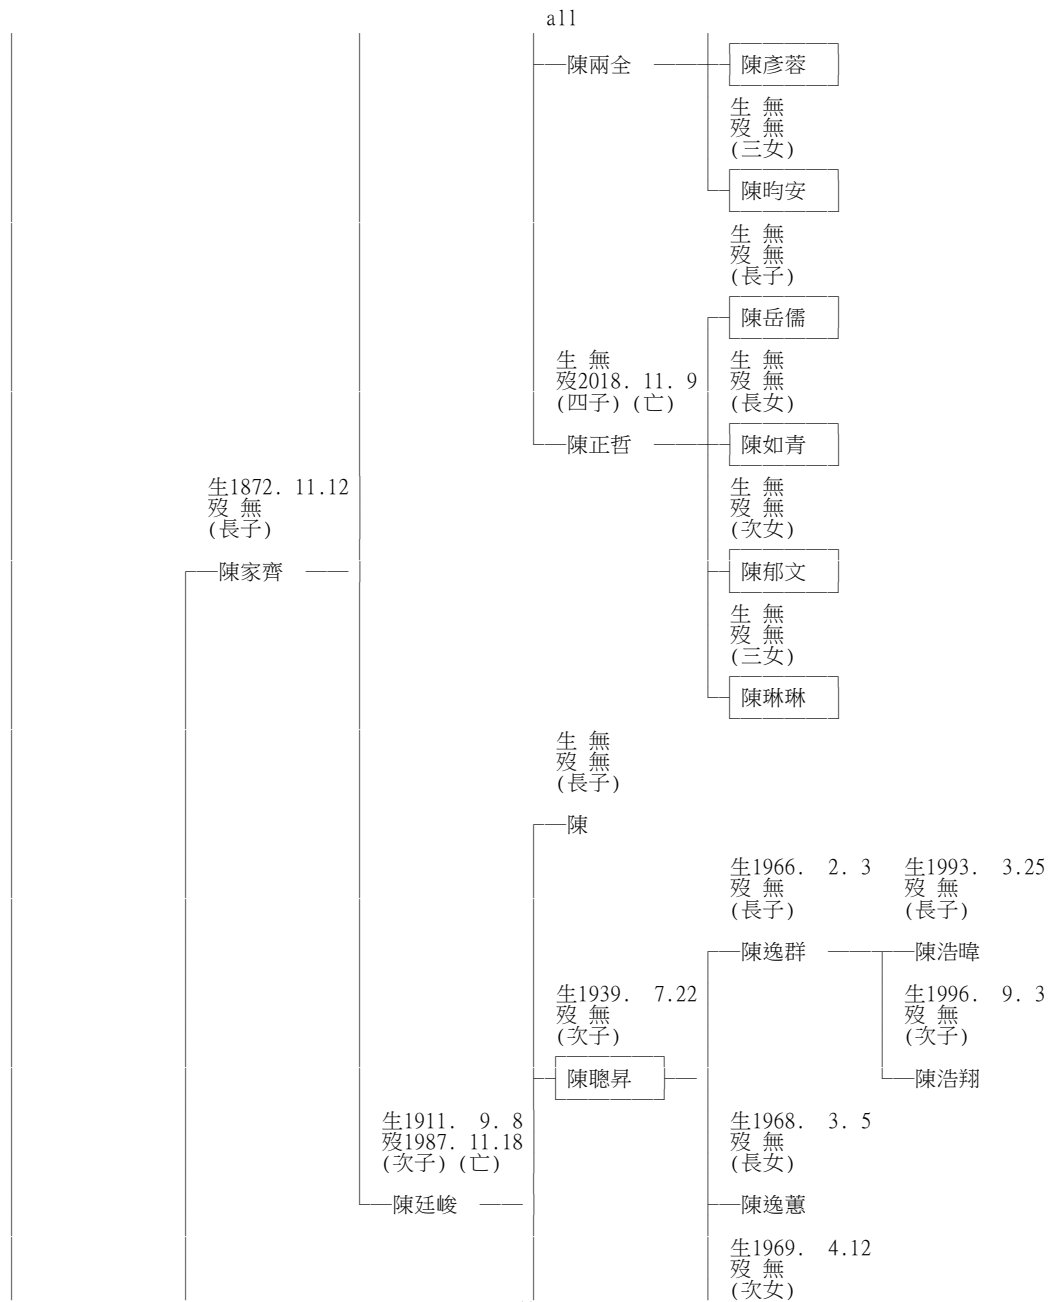 all
陳兩全
陳彥蓉
生 無
歿 無
(三女)
陳昀安
生 無
歿 無
(長子)
陳岳儒
生 無
歿2018. 11. 9
(四子)(亡)
生 無
歿 無
(長女)
陳正哲
陳如青
生1872. 11.12
歿 無
(長子)
生 無
歿 無
(次女)
陳家齊
陳郁文
生 無
歿 無
(三女)
陳琳琳
生 無
歿 無
(長子)
陳
生1966. 2. 3
歿 無
(長子)
生1993. 3.25
歿 無
(長子)
陳逸群
陳浩暐
生1939. 7.22
歿 無
(次子)
生1996. 9. 3
歿 無
(次子)
陳聰昇
陳浩翔
生1911. 9. 8
歿1987. 11.18
(次子)(亡)
生1968. 3. 5
歿 無
(長女)
陳廷峻
陳逸蕙
生1969. 4.12
歿 無
(次女)